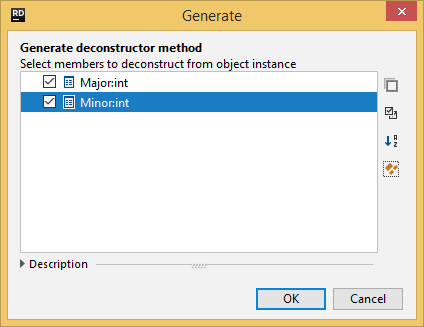 RD
Generate
Generate deconstructor method
Select members to deconstruct from object instance
Major:int
Minor:int
A
Z
Description
OK
Cancel